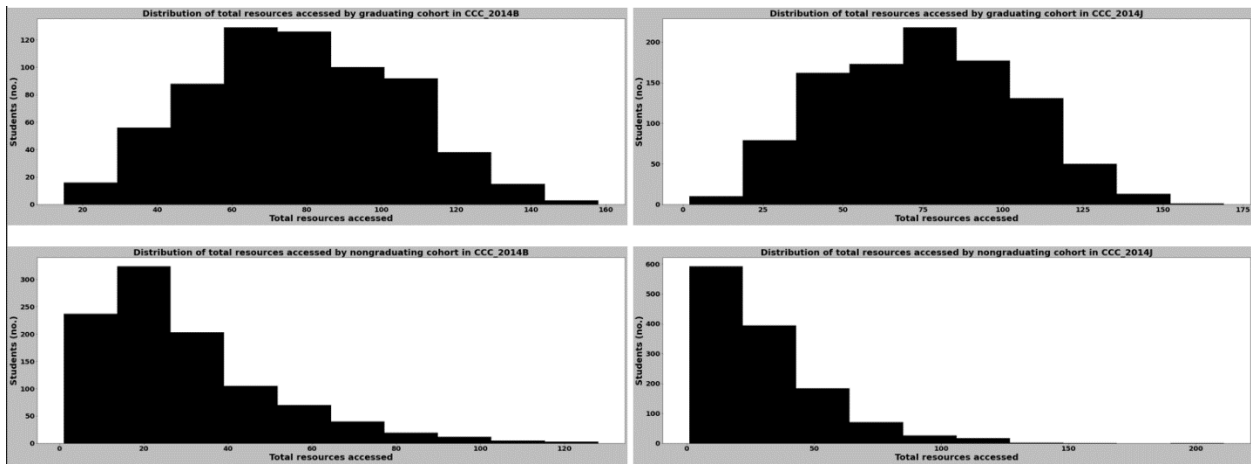 Distribution of total resources accessed by graduating cohort in CCC_2014B
Students (no.)
120
100
80
60
40
20
0
20 40 60 80 100 120 140 160
Total resources accessed
Distribution of total resources accessed by graduating cohort in CCC_2014J
Students (no.)
200
150
100
50
0
0 25 50 75 100 125 150 175
Total resources accessed
Distribution of total resources accessed by nongraduating cohort in CCC_2014B
Students (no.)
300
250
200
150
100
50
0
0 20 40 60 80 100 120
Total resources accessed
Distribution of total resources accessed by nongraduating cohort in CCC_2014J
Students (no.)
600
500
400
300
200
100
0
0 50 100 150 200
Total resources accessed